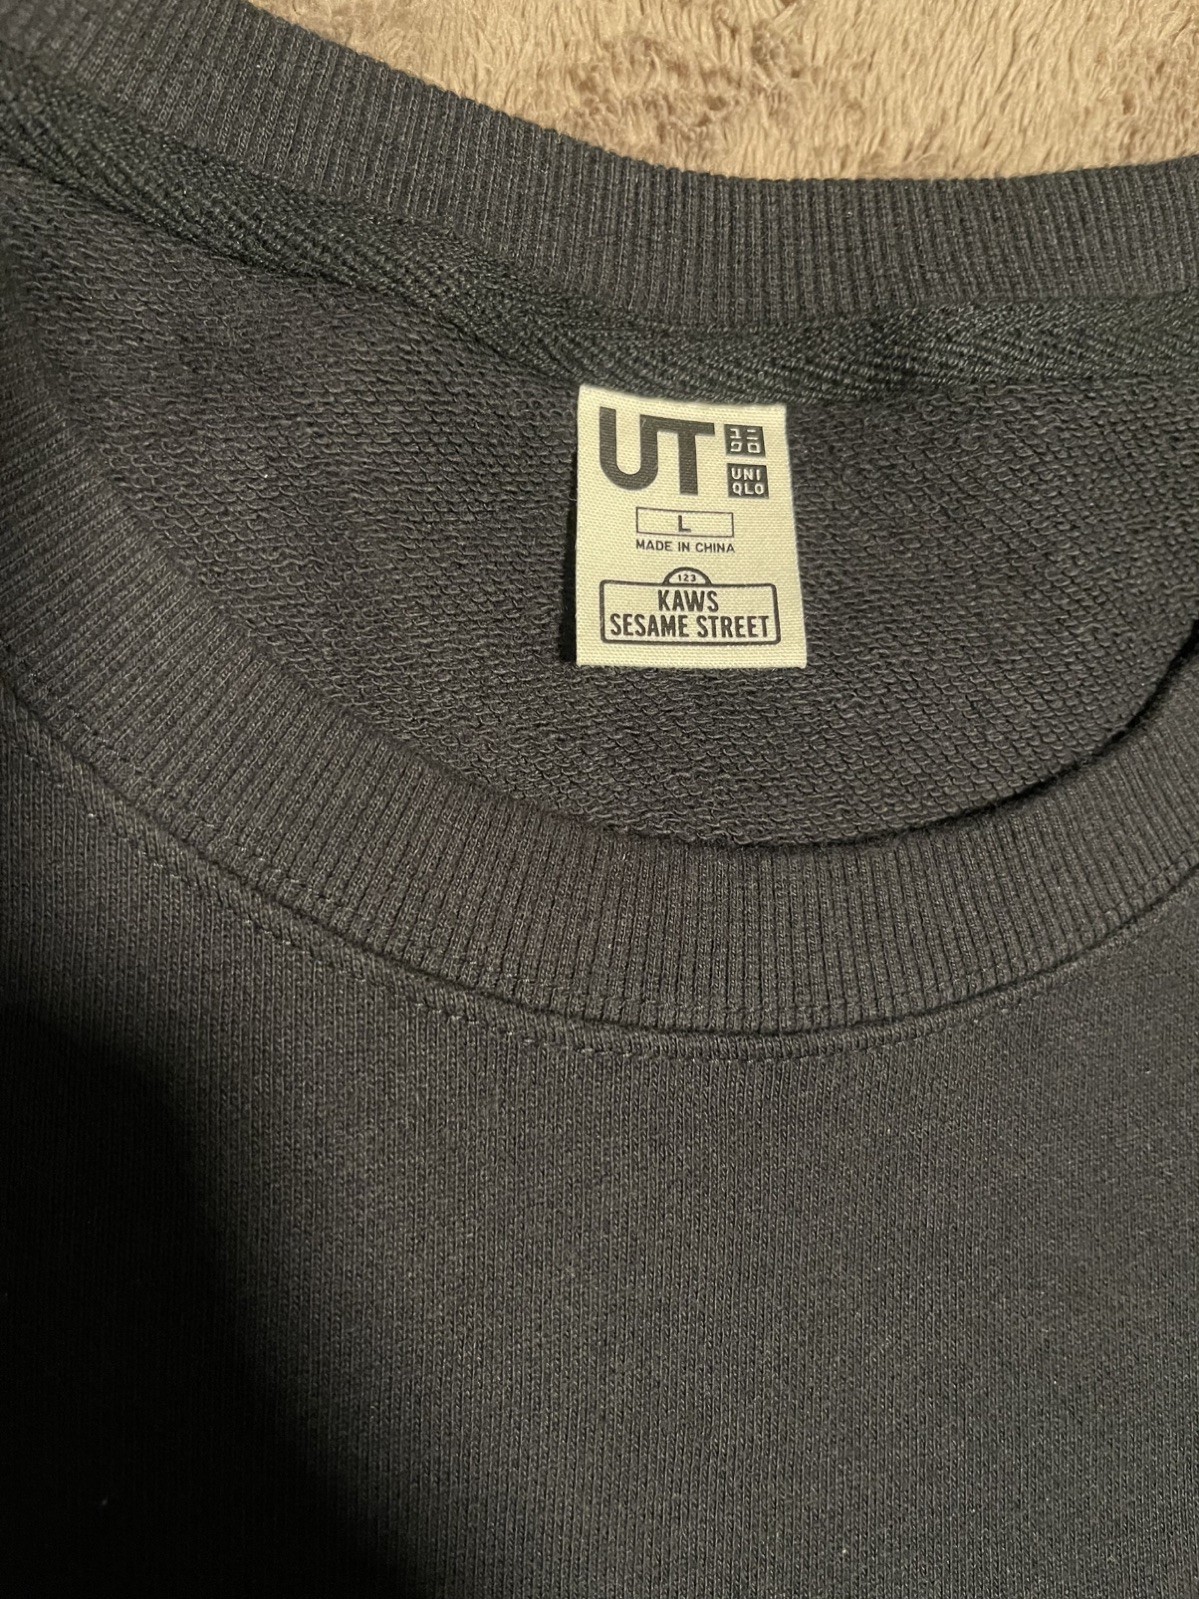 UT
ユニ
クロ
UNI
QLO
L
MADE IN CHINA
123
KAWS
SESAME STREET